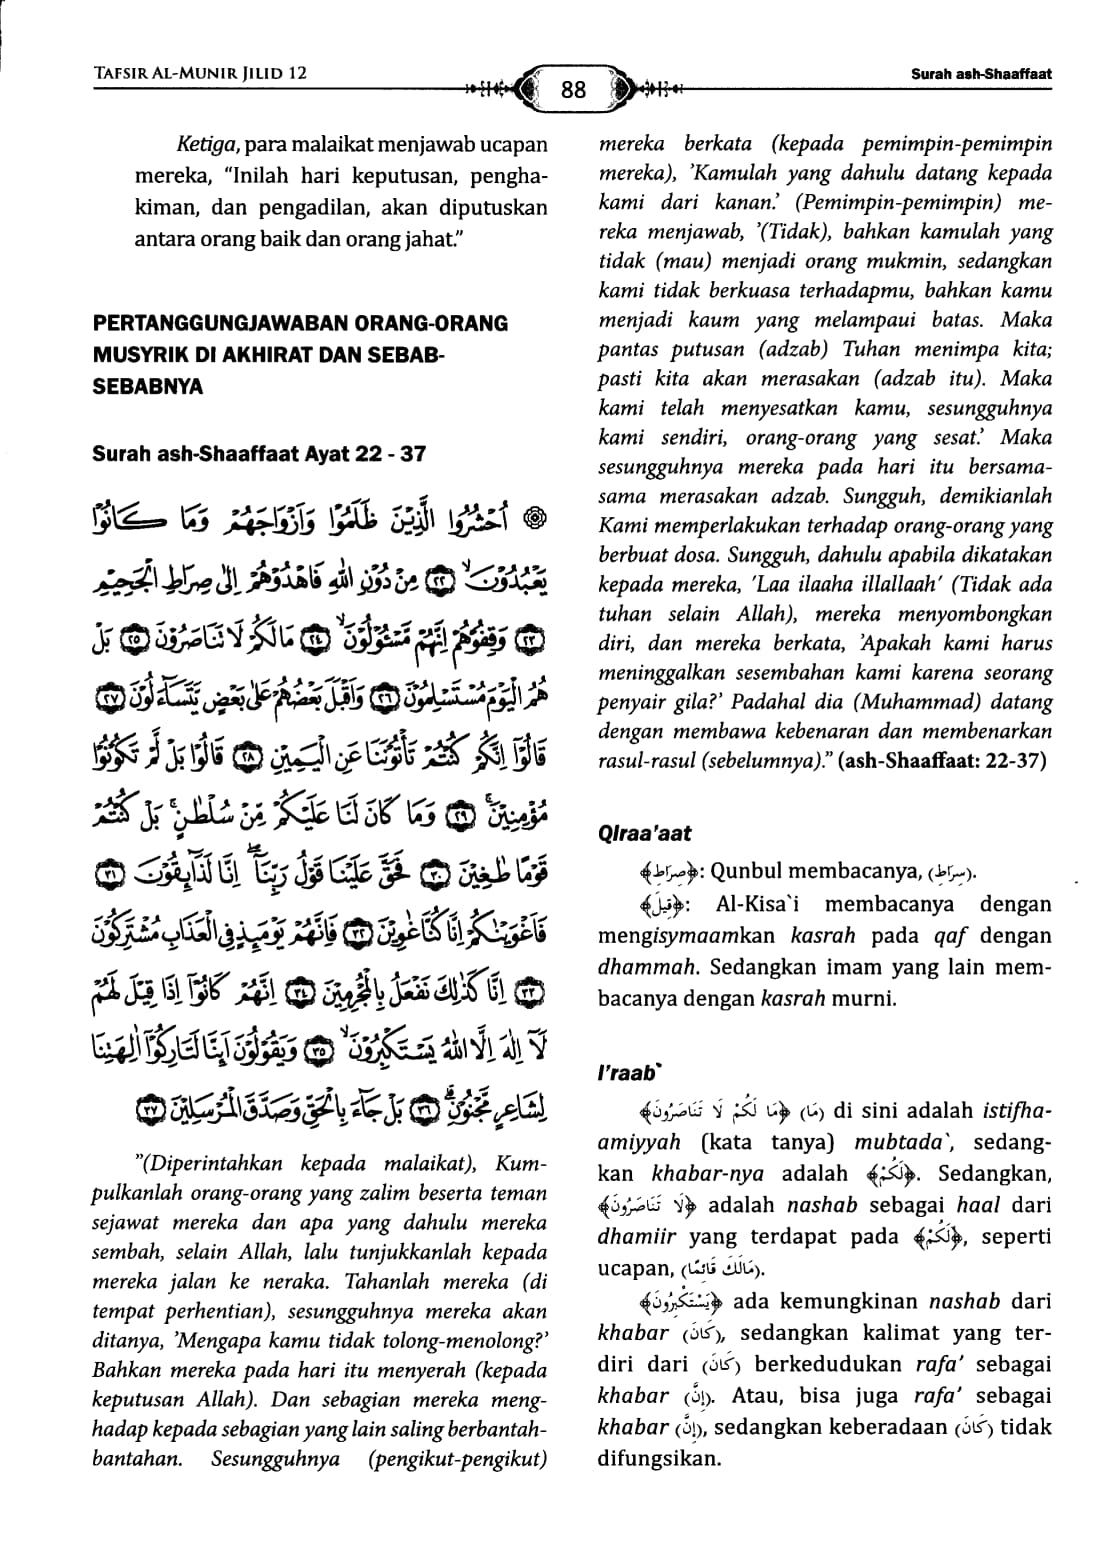 TAFSIR AL-MUNIR JILID 12
88
Surah ash-Shaaffaat
Ketiga, para malaikat menjawab ucapan
mereka, “Inilah hari keputusan, pengha-
kiman, dan pengadilan, akan diputuskan
antara orang baik dan orang jahat.”
PERTANGGUNGJAWABAN ORANG-ORANG
MUSYRIK DI AKHIRAT DAN SEBAB-
SEBABNYA
Surah ash-Shaaffaat Ayat 22 - 37
۞ اُحْشُرُوا الَّذِيْنَ ظَلَمُوْا وَاَزْوَاجَهُمْ وَمَا كَانُوْا
يَعْبُدُوْنَۙ ٢٢ مِنْ دُوْنِ اللّٰهِ فَاهْدُوْهُمْ اِلٰى صِرَاطِ الْجَحِيْمِ
٢٣ وَقِفُوْهُمْ اِنَّهُمْ مَّسْـُٔوْلُوْنَۙ ٢٤ مَا لَكُمْ لَا تَنَاصَرُوْنَ ٢٥ بَلْ
هُمُ الْيَوْمَ مُسْتَسْلِمُوْنَ ٢٦ وَاَقْبَلَ بَعْضُهُمْ عَلٰى بَعْضٍ يَّتَسَاۤءَلُوْنَ ٢٧
قَالُوْٓا اِنَّكُمْ كُنْتُمْ تَأْتُوْنَنَا عَنِ الْيَمِيْنِ ٢٨ قَالُوْا بَلْ لَّمْ تَكُوْنُوْا
مُؤْمِنِيْنَۚ ٢٩ وَمَا كَانَ لَنَا عَلَيْكُمْ مِّنْ سُلْطٰنٍۚ بَلْ كُنْتُمْ
قَوْمًا طٰغِيْنَ ٣٠ فَحَقَّ عَلَيْنَا قَوْلُ رَبِّنَآ ۖاِنَّا لَذَاۤىِٕقُوْنَ ٣١
فَاَغْوَيْنٰكُمْ اِنَّا كُنَّا غٰوِيْنَ ٣٢ فَاِنَّهُمْ يَوْمَىِٕذٍ فِى الْعَذَابِ مُشْتَرِكُوْنَ
٣٣ اِنَّا كَذٰلِكَ نَفْعَلُ بِالْمُجْرِمِيْنَ ٣٤ اِنَّهُمْ كَانُوْٓا اِذَا قِيْلَ لَهُمْ
لَآ اِلٰهَ اِلَّا اللّٰهُ يَسْتَكْبِرُوْنَۙ ٣٥ وَيَقُوْلُوْنَ اَىِٕنَّا لَتَارِكُوْٓا اٰلِهَتِنَا
لِشَاعِرٍ مَّجْنُوْنٍۗ ٣٦ بَلْ جَاۤءَ بِالْحَقِّ وَصَدَّقَ الْمُرْسَلِيْنَ ٣٧
”(Diperintahkan kepada malaikat), Kum-
pulkanlah orang-orang yang zalim beserta teman
sejawat mereka dan apa yang dahulu mereka
sembah, selain Allah, lalu tunjukkanlah kepada
mereka jalan ke neraka. Tahanlah mereka (di
tempat perhentian), sesungguhnya mereka akan
ditanya, ’Mengapa kamu tidak tolong-menolong?’
Bahkan mereka pada hari itu menyerah (kepada
keputusan Allah). Dan sebagian mereka meng-
hadap kepada sebagian yang lain saling berbantah-
bantahan. Sesungguhnya (pengikut-pengikut)
mereka berkata (kepada pemimpin-pemimpin
mereka), ’Kamulah yang dahulu datang kepada
kami dari kanan.’ (Pemimpin-pemimpin) me-
reka menjawab, ’(Tidak), bahkan kamulah yang
tidak (mau) menjadi orang mukmin, sedangkan
kami tidak berkuasa terhadapmu, bahkan kamu
menjadi kaum yang melampaui batas. Maka
pantas putusan (adzab) Tuhan menimpa kita;
pasti kita akan merasakan (adzab itu). Maka
kami telah menyesatkan kamu, sesungguhnya
kami sendiri, orang-orang yang sesat.’ Maka
sesungguhnya mereka pada hari itu bersama-
sama merasakan adzab. Sungguh, demikianlah
Kami memperlakukan terhadap orang-orang yang
berbuat dosa. Sungguh, dahulu apabila dikatakan
kepada mereka, ’Laa ilaaha illallaah’ (Tidak ada
tuhan selain Allah), mereka menyombongkan
diri, dan mereka berkata, ’Apakah kami harus
meninggalkan sesembahan kami karena seorang
penyair gila?’ Padahal dia (Muhammad) datang
dengan membawa kebenaran dan membenarkan
rasul-rasul (sebelumnya).” (ash-Shaaffaat: 22-37)
QIraa’aat
﴿صِرَاطِ﴾: Qunbul membacanya, (سِرَاطِ).
﴿قِيلَ﴾: Al-Kisa`i membacanya dengan
mengisymaamkan kasrah pada qaf dengan
dhammah. Sedangkan imam yang lain mem-
bacanya dengan kasrah murni.
I’raab`
﴿مَا لَكُمْ لَا تَنَاصَرُونَ﴾ (مَا) di sini adalah istifha-
amiyyah (kata tanya) mubtada`, sedang-
kan khabar-nya adalah ﴿لَكُمْ﴾. Sedangkan,
﴿لَا تَنَاصَرُونَ﴾ adalah nashab sebagai haal dari
dhamiir yang terdapat pada ﴿لَكُمْ﴾, seperti
ucapan, (مَالَكَ قَائِمًا).
﴿يَسْتَكْبِرُونَ﴾ ada kemungkinan nashab dari
khabar (كَانَ), sedangkan kalimat yang ter-
diri dari (كَانَ) berkedudukan rafa’ sebagai
khabar (إِنَّ). Atau, bisa juga rafa’ sebagai
khabar (إِنَّ), sedangkan keberadaan (كَانَ) tidak
difungsikan.